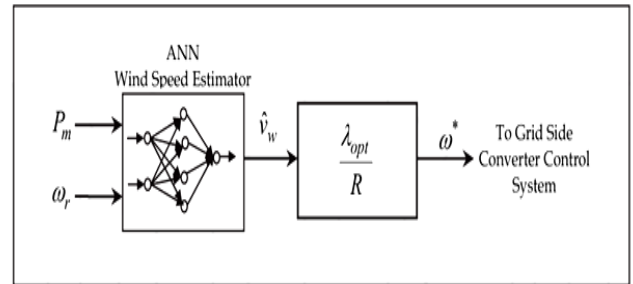 ANN
Wind Speed Estimator
P_m
ω_r
v̂_w
λ_opt
R
ω*
To Grid Side
Converter Control
System